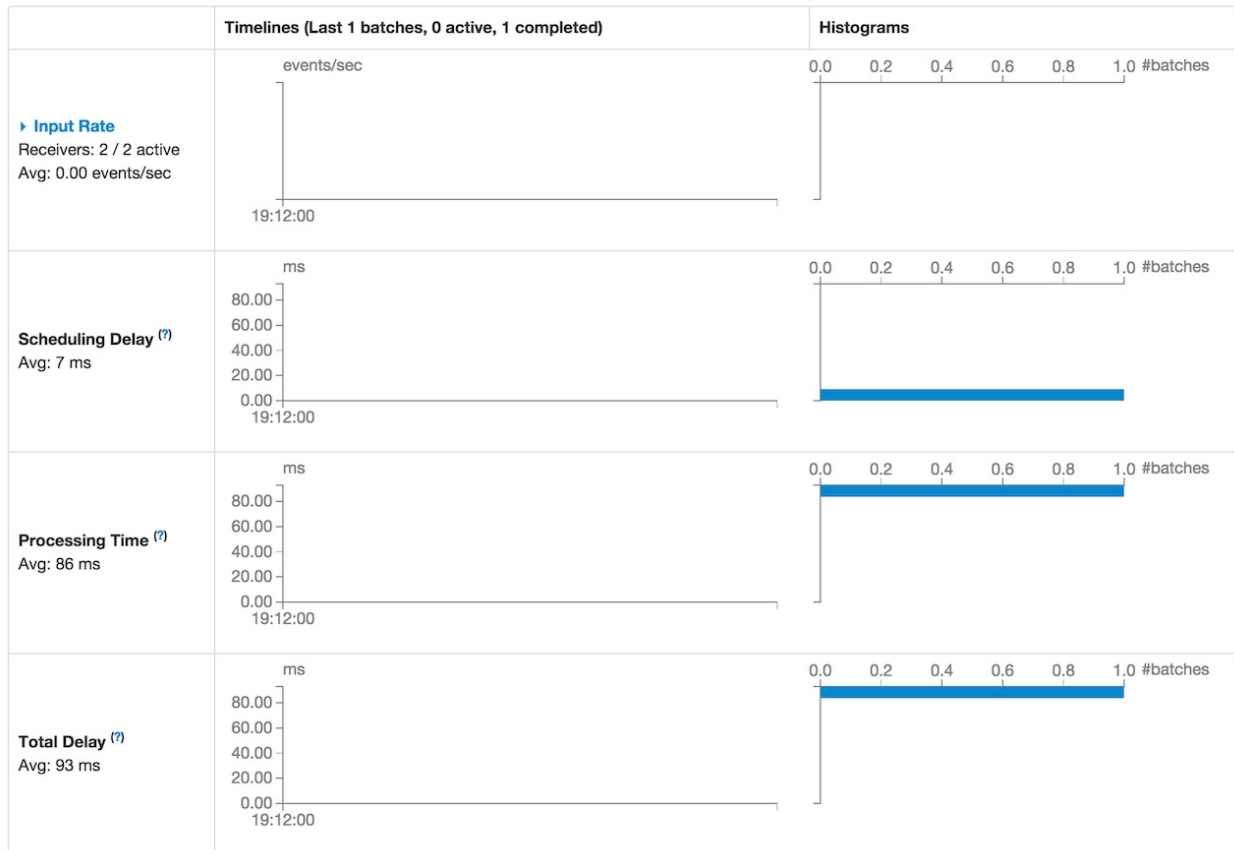 Timelines (Last 1 batches, 0 active, 1 completed)
Histograms
▸ Input Rate
Receivers: 2 / 2 active
Avg: 0.00 events/sec
events/sec
19:12:00
0.0 0.2 0.4 0.6 0.8 1.0 #batches
Scheduling Delay (?)
Avg: 7 ms
ms
80.00
60.00
40.00
20.00
0.00
19:12:00
0.0 0.2 0.4 0.6 0.8 1.0 #batches
Processing Time (?)
Avg: 86 ms
ms
80.00
60.00
40.00
20.00
0.00
19:12:00
0.0 0.2 0.4 0.6 0.8 1.0 #batches
Total Delay (?)
Avg: 93 ms
ms
80.00
60.00
40.00
20.00
0.00
19:12:00
0.0 0.2 0.4 0.6 0.8 1.0 #batches